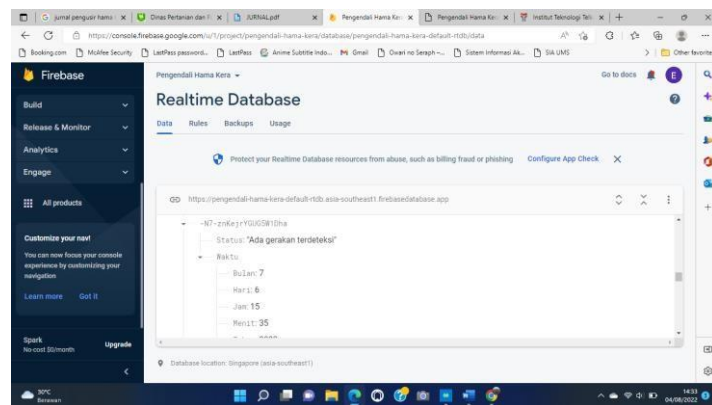 jurnal pengusir hama
Dinas Pertanian dan
JURNAL.pdf
Pengendali Hama Kera
Pengendali Hama Ke
Institut Teknologi Tel
https://console.firebase.google.com/u/1/project/pengendali-hama-kera/database/pengendali-hama-kera-default-rtdb/data
Booking.com McAfee Security LastPass password... LastPass Anime Subtitle Indo... Gmail Owari no Seraph Sistem Informasi Ak... SIA UMS Other favorite
Firebase
Pengendali Hama Kera
Go to docs
E
Realtime Database
Build
Data Rules Backups Usage
Release & Monitor
Analytics
Protect your Realtime Database resources from abuse, such as billing fraud or phishing Configure App Check
Engage
All products
https://pengendali-hama-kera-default-rtdb.asia-southeast1.firebasedatabase.app
Customize your nav!
You can now focus your console
experience by customizing your
navigation
Learn more Got it
Status: "Ada gerakan terdeteksi"
Waktu
Bulan: 7
Hari: 6
Jam: 15
Menit: 35
Spark
No-cost $0/month
Upgrade
Database location: Singapore (asia-southeast1)
30°C
Berawan
14:33
04/08/2022